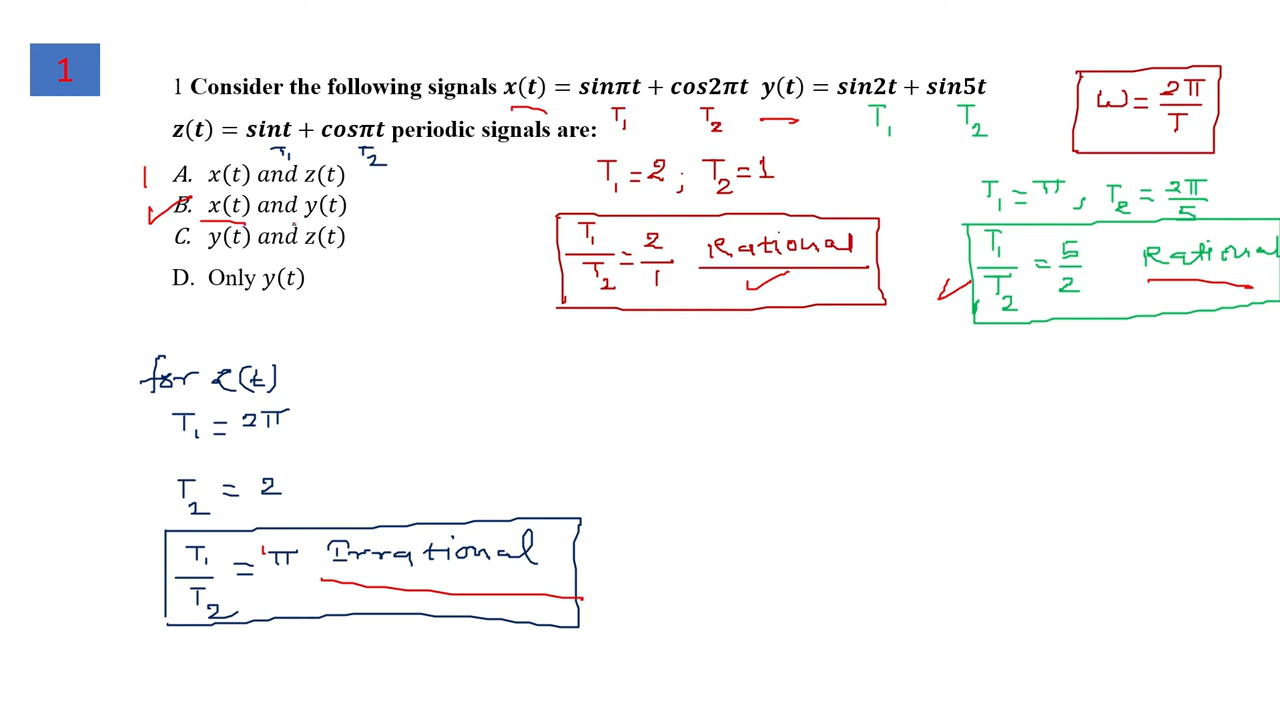 1
1 Consider the following signals x(t) = sinπt + cos2πt y(t) = sin2t + sin5t
T₁ T₂ T₁ T₂
z(t) = sint + cosπt periodic signals are:
T₁ T₂
A. x(t) and z(t)
B. x(t) and y(t)
C. y(t) and z(t)
D. Only y(t)
ω = 2π/T
T₁ = 2 ; T₂ = 1
T₁/T₂ = 2/1 Rational
T₁ = π, T₂ = 2π/5
T₁/T₂ = 5/2 Rational
for z(t)
T₁ = 2π
T₂ = 2
T₁/T₂ = π Irrational